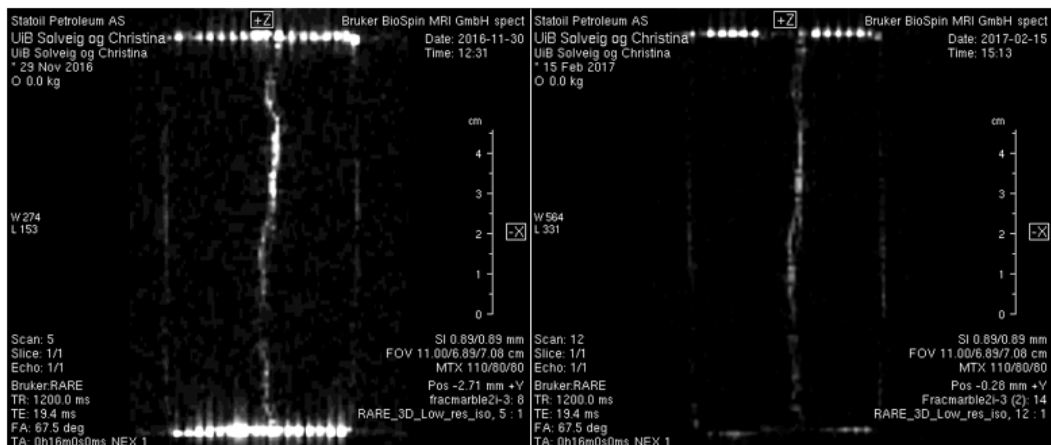 Statoil Petroleum AS
+Z
Bruker BioSpin MRI GmbH spect
UiB Solveig og Christina
Date: 2016-11-30
UiB Solveig og Christina
Time: 12:31
* 29 Nov 2016
O 0.0 kg
cm
4
3
W 274
L 153
2
-X
1
0
Scan: 5
SI 0.89/0.89 mm
Slice: 1/1
FOV 11.00/6.89/7.08 cm
Echo: 1/1
MTX 110/80/80
Bruker:RARE
Pos -2.71 mm +Y
TR: 1200.0 ms
fracmarble2i-3: 8
TE: 19.4 ms
RARE_3D_Low_res_iso, 5 : 1
FA: 67.5 deg
TA: 0h16m0s0ms NEX 1
Statoil Petroleum AS
+Z
Bruker BioSpin MRI GmbH spect
UiB Solveig og Christina
Date: 2017-02-15
UiB Solveig og Christina
Time: 15:13
* 15 Feb 2017
O 0.0 kg
cm
4
3
W 564
L 331
2
-X
1
0
Scan: 12
SI 0.89/0.89 mm
Slice: 1/1
FOV 11.00/6.89/7.08 cm
Echo: 1/1
MTX 110/80/80
Bruker:RARE
Pos -0.28 mm +Y
TR: 1200.0 ms
Fracmarble2i-3 (2): 14
TE: 19.4 ms
RARE_3D_Low_res_iso, 12 : 1
FA: 67.5 deg
TA: 0h16m0s0ms NEX 1